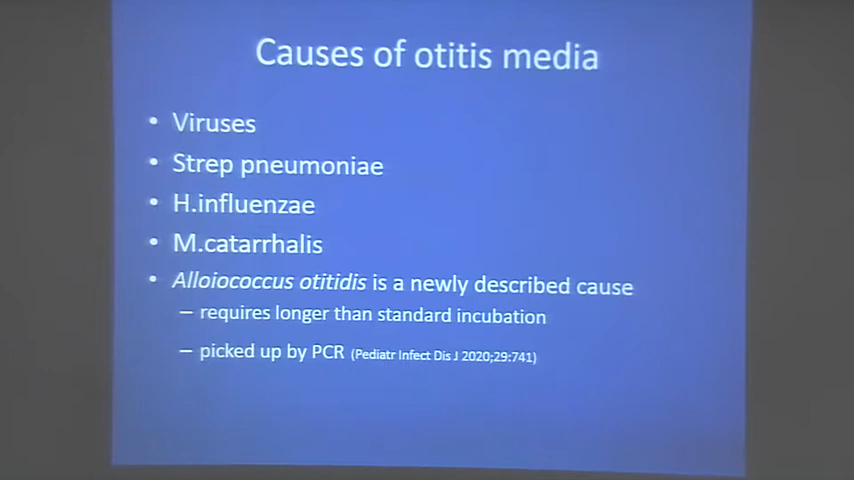 Causes of otitis media
• Viruses
• Strep pneumoniae
• H.influenzae
• M.catarrhalis
• Alloiococcus otitidis is a newly described cause
– requires longer than standard incubation
– picked up by PCR (Pediatr Infect Dis J 2020;29:741)